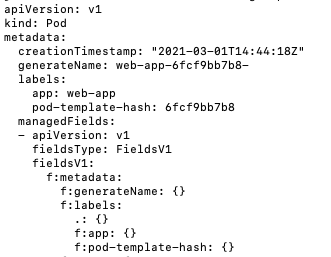 apiVersion: v1
kind: Pod
metadata:
  creationTimestamp: "2021-03-01T14:44:18Z"
  generateName: web-app-6fcf9bb7b8-
  labels:
    app: web-app
    pod-template-hash: 6fcf9bb7b8
  managedFields:
  - apiVersion: v1
    fieldsType: FieldsV1
    fieldsV1:
      f:metadata:
        f:generateName: {}
        f:labels:
          .: {}
          f:app: {}
          f:pod-template-hash: {}